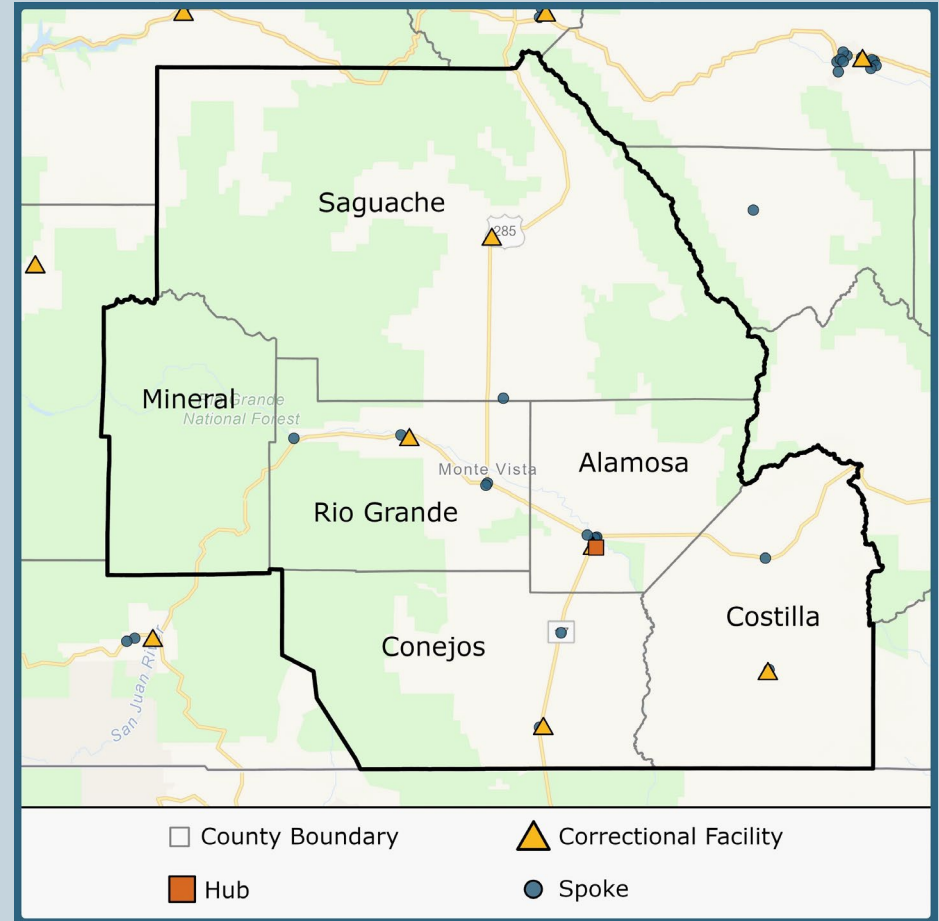 Saguache
285
Mineral
Grande
National Forest
Monte Vista
Alamosa
Rio Grande
Costilla
Conejos
San Juan River
County Boundary
Correctional Facility
Hub
Spoke